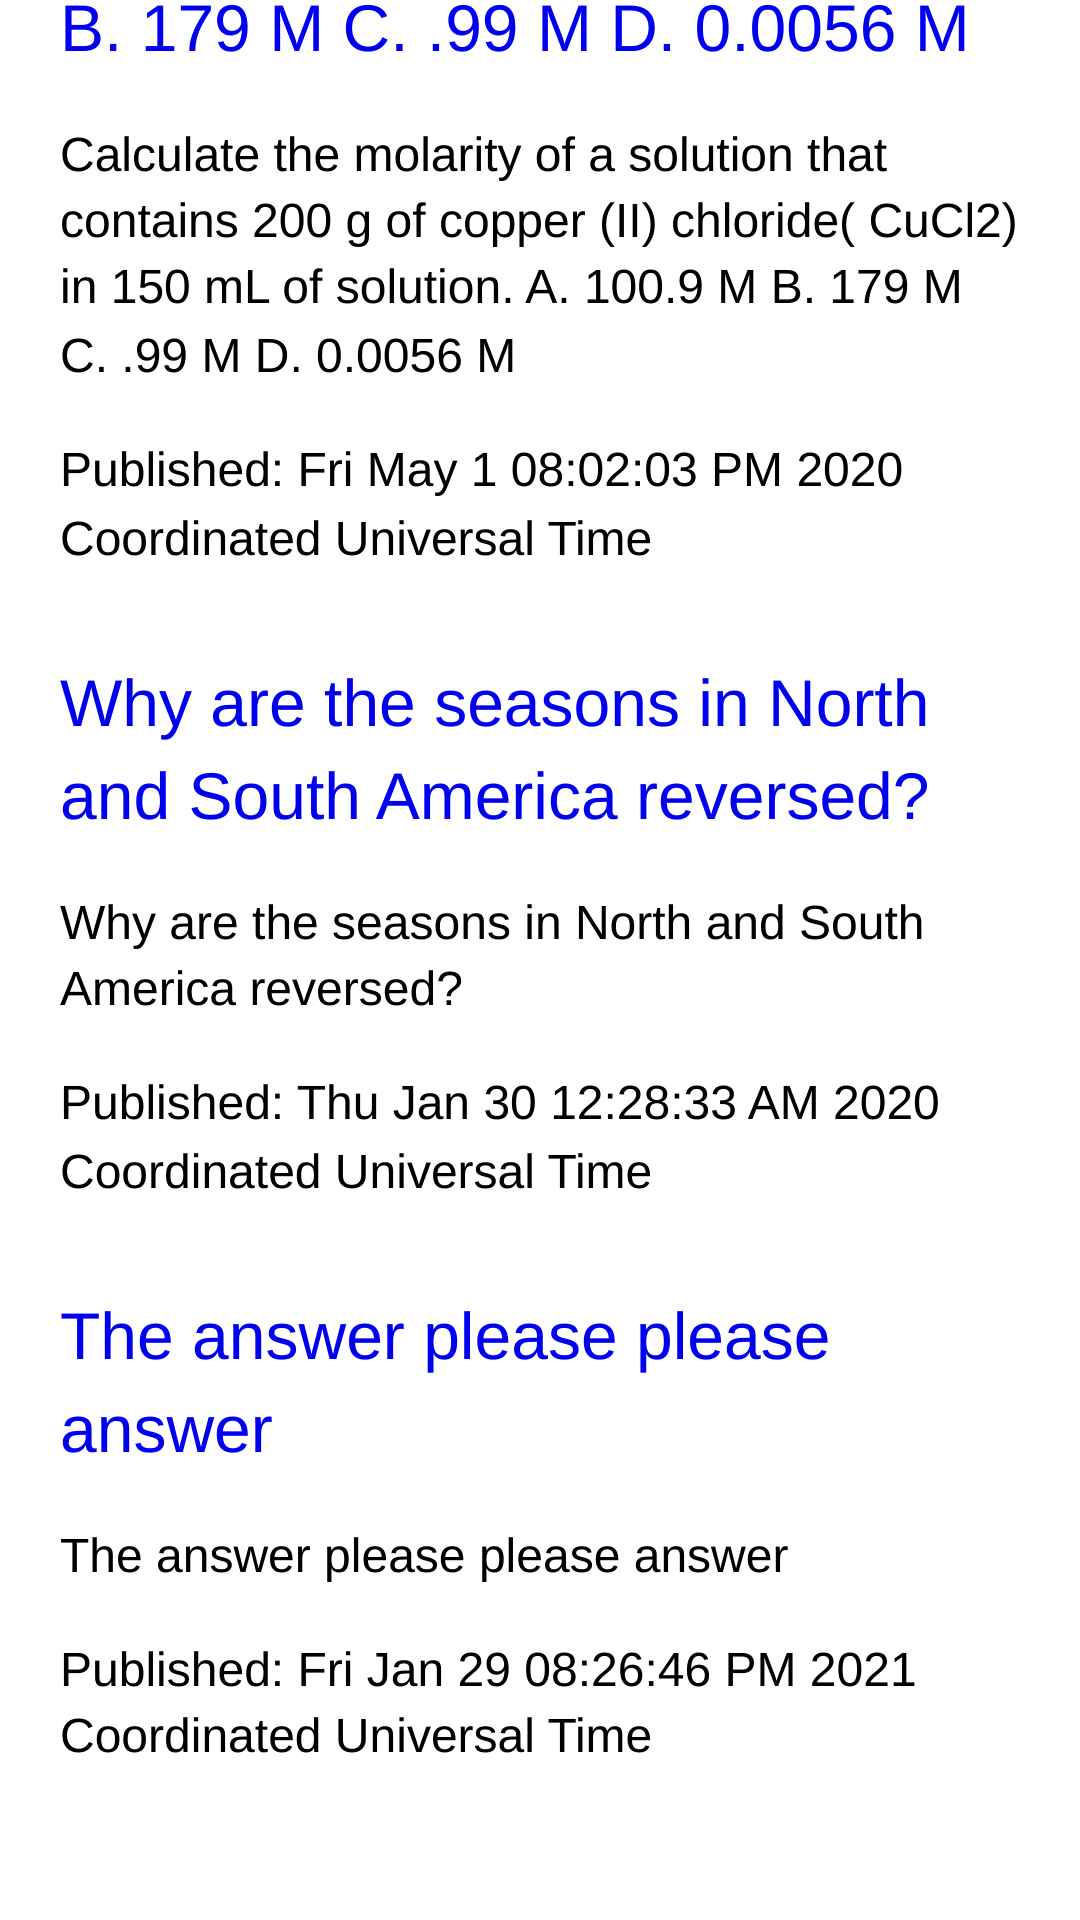 B. 179 M C. .99 M D. 0.0056 M
Calculate the molarity of a solution that
contains 200 g of copper (II) chloride( CuCl2)
in 150 mL of solution. A. 100.9 M B. 179 M
C. .99 M D. 0.0056 M
Published: Fri May 1 08:02:03 PM 2020
Coordinated Universal Time
Why are the seasons in North
and South America reversed?
Why are the seasons in North and South
America reversed?
Published: Thu Jan 30 12:28:33 AM 2020
Coordinated Universal Time
The answer please please
answer
The answer please please answer
Published: Fri Jan 29 08:26:46 PM 2021
Coordinated Universal Time